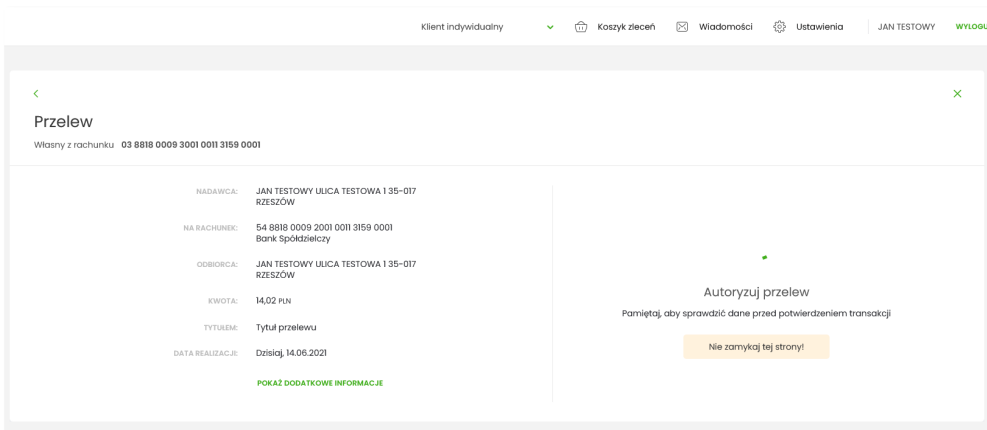 Klient indywidualny Koszyk zleceń Wiadomości Ustawienia JAN TESTOWY
Przelew
Własny z rachunku 03 8818 0009 3001 0011 3159 0001
NADAWCA: JAN TESTOWY ULICA TESTOWA 1 35-017
RZESZÓW
NA RACHUNEK: 54 8818 0009 2001 0011 3159 0001
Bank Spółdzielczy
ODBIORCA: JAN TESTOWY ULICA TESTOWA 1 35-017
RZESZÓW
KWOTA: 14,02 PLN
TYTUŁEM: Tytuł przelewu
DATA REALIZACJI: Dzisiaj, 14.06.2021
POKAŻ DODATKOWE INFORMACJE
Autoryzuj przelew
Pamiętaj, aby sprawdzić dane przed potwierdzeniem transakcji
Nie zamykaj tej strony!